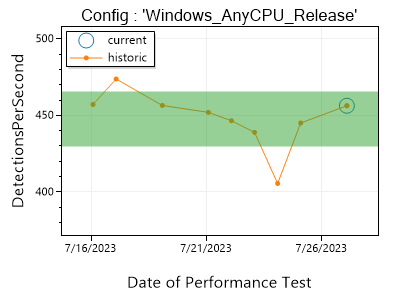 Config : 'Windows_AnyCPU_Release'
current
historic
DetectionsPerSecond
500
450
400
7/16/2023
7/21/2023
7/26/2023
Date of Performance Test